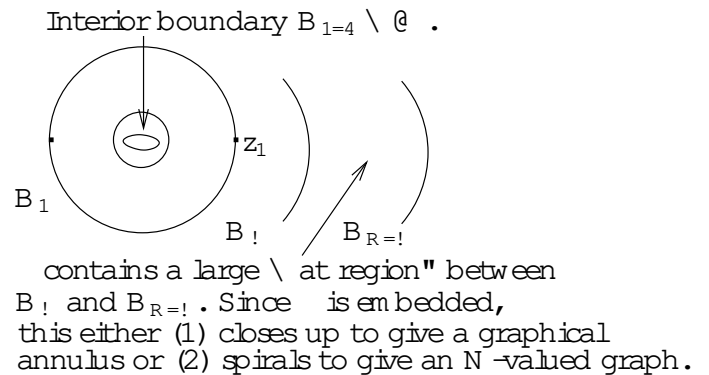 Interior boundary B 1=4 \ @ .
z1
B 1
B !
B R=!
contains a large \ at region" between
B ! and B R=! . Since is embedded,
this either (1) closes up to give a graphical
annulus or (2) spirals to give an N -valued graph.